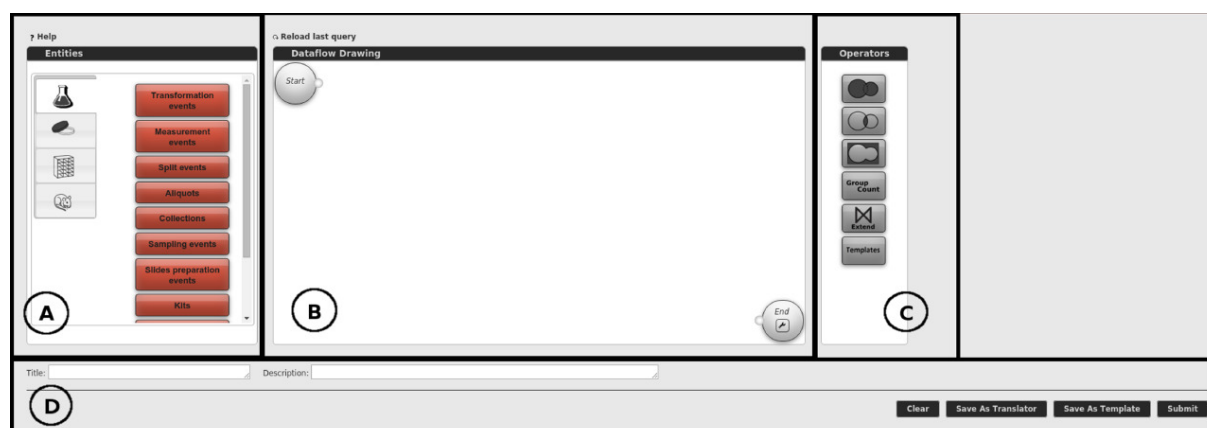 ? Help
Entities
Transformation
events
Measurement
events
Split events
Aliquots
Collections
Sampling events
Slides preparation
events
Kits
A
Reload last query
Dataflow Drawing
Start
End
B
Operators
Group
Count
Extend
Templates
C
Title:
Description:
D
Clear
Save As Translator
Save As Template
Submit